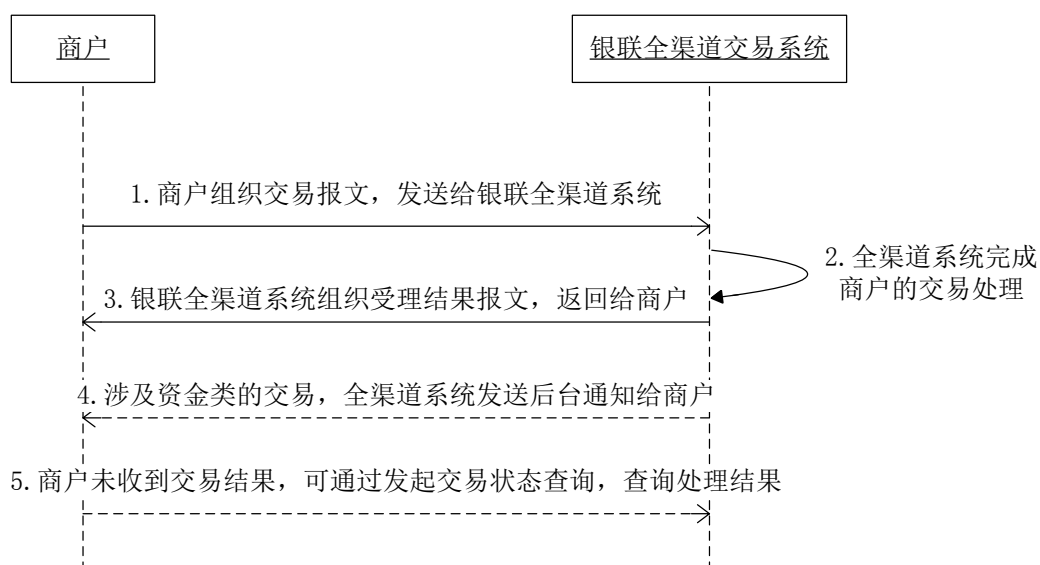 商户
银联全渠道交易系统
1.商户组织交易报文，发送给银联全渠道系统
2.全渠道系统完成
商户的交易处理
3.银联全渠道系统组织受理结果报文，返回给商户
4.涉及资金类的交易，全渠道系统发送后台通知给商户
5.商户未收到交易结果，可通过发起交易状态查询，查询处理结果